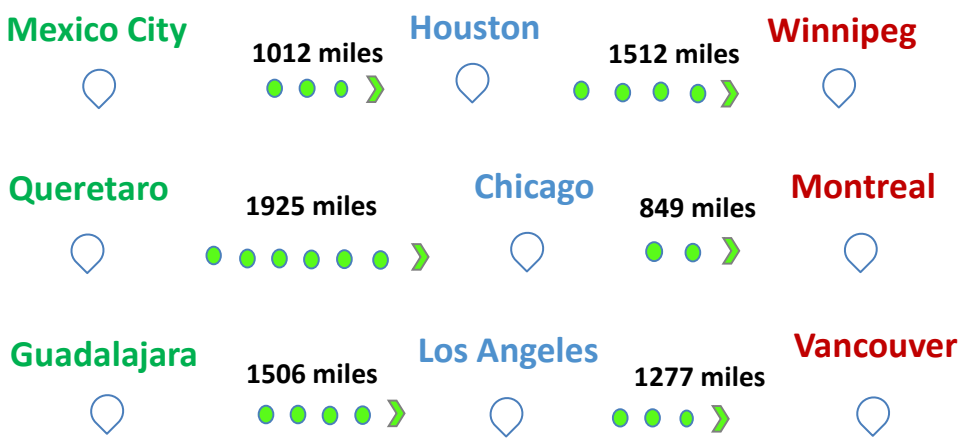 Mexico City
1012 miles
Houston
1512 miles
Winnipeg
Queretaro
1925 miles
Chicago
849 miles
Montreal
Guadalajara
1506 miles
Los Angeles
1277 miles
Vancouver